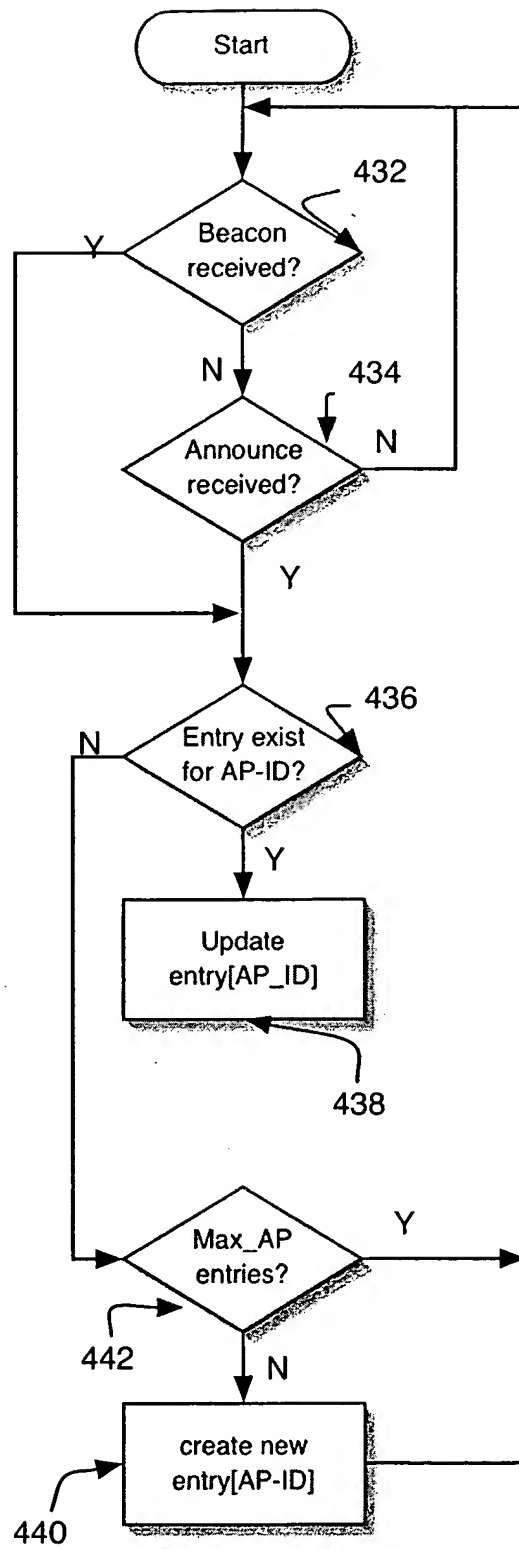 Start
432
Y
Beacon
received?
N
434
Announce
received?
N
Y
436
N
Entry exist
for AP-ID?
Y
Update
entry[AP_ID]
438
Y
Max_AP
entries?
442
N
create new
entry[AP-ID]
440